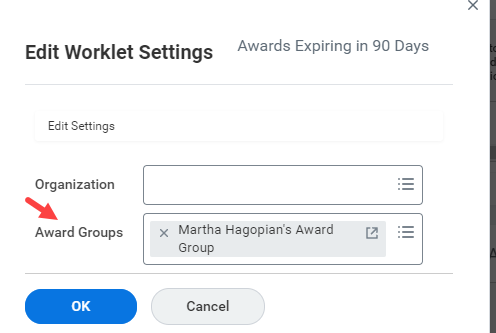 Edit Worklet Settings
Awards Expiring in 90 Days
Edit Settings
Organization
Award Groups
Martha Hagopian's Award
Group
OK
Cancel